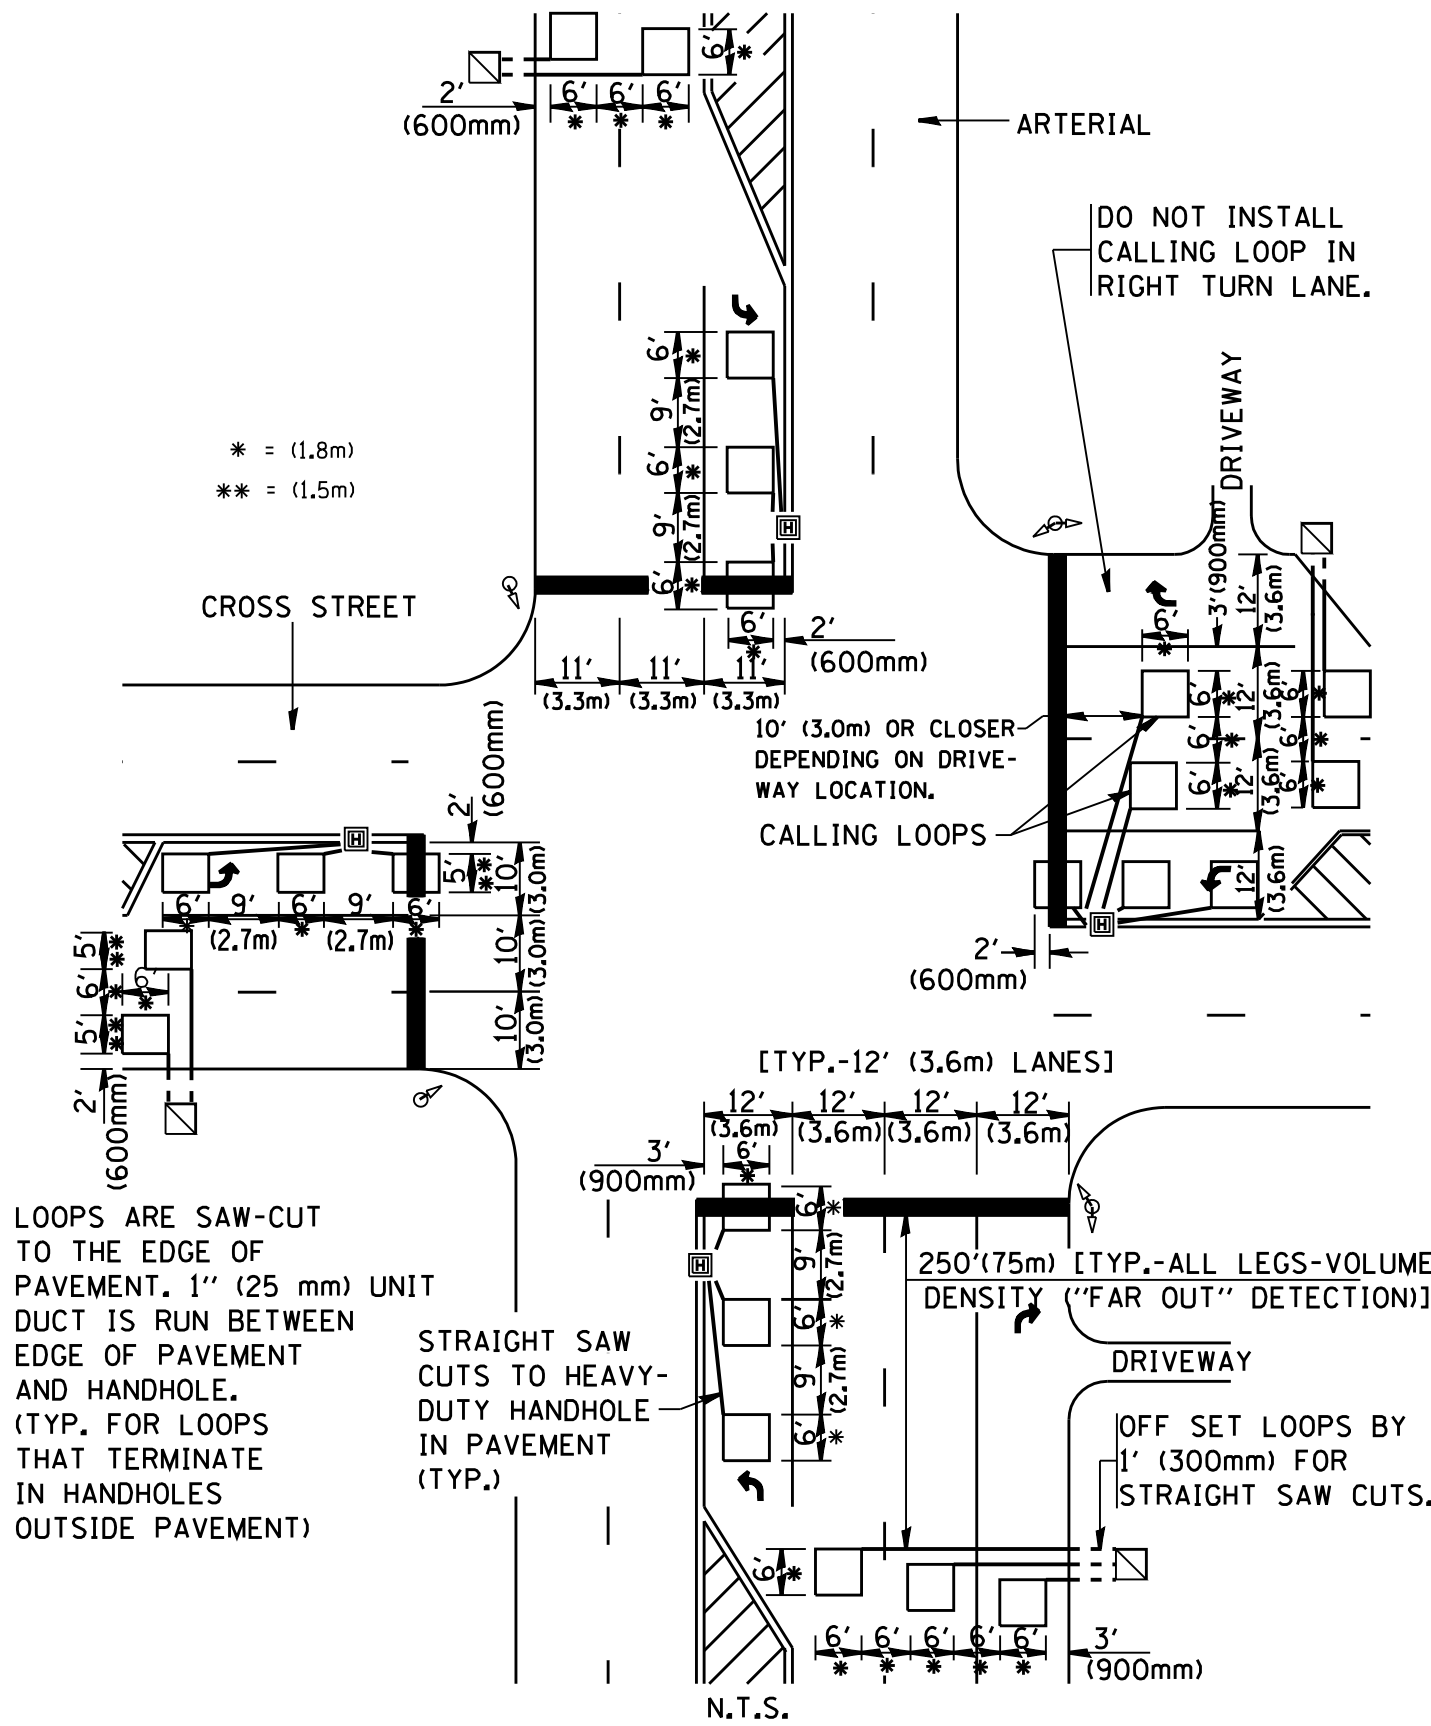 6'
✱
2'
(600mm)
6' 6' 6'
✱ ✱ ✱
ARTERIAL
DO NOT INSTALL
CALLING LOOP IN
RIGHT TURN LANE.
6'
✱
9'
(2.7m)
6'
✱
9'
(2.7m)
6'
✱
H
✱ = (1.8m)
✱✱ = (1.5m)
DRIVEWAY
CROSS STREET
6'
✱
2'
(600mm)
11' 11' 11'
(3.3m) (3.3m) (3.3m)
3'(900mm)
12'
(3.6m)
6'
✱
6'
✱
12'
(3.6m)
6'
✱
6'
✱
6'
✱
6'
✱
12'
(3.6m)
6'
✱
12'
(3.6m)
10' (3.0m) OR CLOSER
DEPENDING ON DRIVE-
WAY LOCATION.
CALLING LOOPS
H
2'
(600mm)
2'
(600mm)
H
5'
✱✱
10'
(3.0m)
6' 9' 6' 9' 6'
✱ (2.7m) ✱ (2.7m) ✱
5'
✱✱
6'
✱
6'
✱
10'
(3.0m)
5'
✱✱
10'
(3.0m)
2'
(600mm)
[TYP.-12' (3.6m) LANES]
12' 12' 12' 12'
(3.6m) (3.6m) (3.6m) (3.6m)
3'
(900mm)
6'
✱
6'
✱
H
9'
(2.7m)
6'
✱
9'
(2.7m)
6'
✱
LOOPS ARE SAW-CUT
TO THE EDGE OF
PAVEMENT. 1'' (25 mm) UNIT
DUCT IS RUN BETWEEN
EDGE OF PAVEMENT
AND HANDHOLE.
(TYP. FOR LOOPS
THAT TERMINATE
IN HANDHOLES
OUTSIDE PAVEMENT)
STRAIGHT SAW
CUTS TO HEAVY-
DUTY HANDHOLE
IN PAVEMENT
(TYP.)
250'(75m) [TYP.-ALL LEGS-VOLUME
DENSITY (''FAR OUT'' DETECTION)]
DRIVEWAY
OFF SET LOOPS BY
1' (300mm) FOR
STRAIGHT SAW CUTS.
6'
✱
6' 6' 6' 6' 6'
✱ ✱ ✱ ✱ ✱
3'
(900mm)
N.T.S.